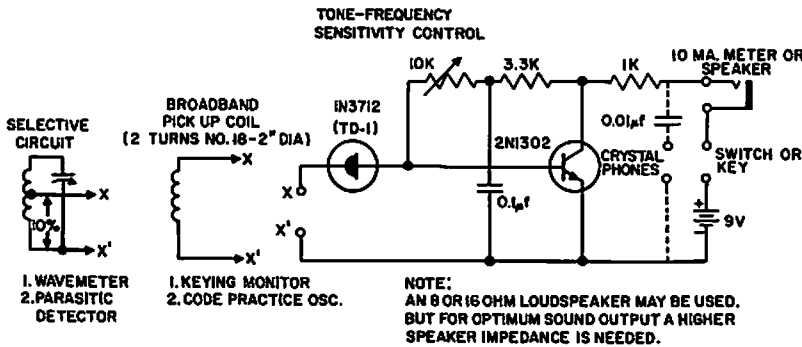 TONE-FREQUENCY
SENSITIVITY CONTROL
10K
3.3K
1K
10 MA. METER OR
SPEAKER
BROADBAND
PICK UP COIL
(2 TURNS NO. 18-2" DIA)
1N3712
(TD-1)
SELECTIVE
CIRCUIT
0.01μf
2N1302
CRYSTAL
PHONES
SWITCH OR
KEY
X
X
X
10%
0.1μf
X'
X'
X'
+
9V
1. WAVEMETER
2. PARASITIC
DETECTOR
1. KEYING MONITOR
2. CODE PRACTICE OSC.
NOTE:
AN 8 OR 16 OHM LOUDSPEAKER MAY BE USED,
BUT FOR OPTIMUM SOUND OUTPUT A HIGHER
SPEAKER IMPEDANCE IS NEEDED.